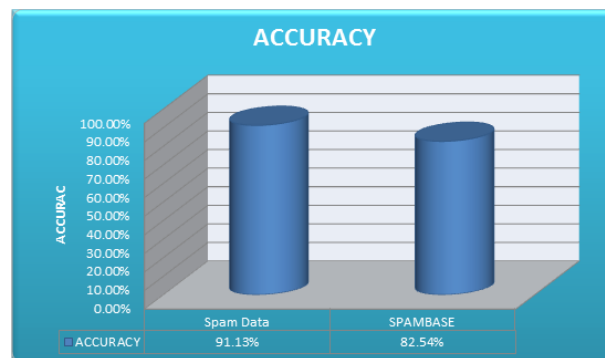 ACCURACY
100.00%
90.00%
80.00%
70.00%
60.00%
50.00%
40.00%
30.00%
20.00%
10.00%
0.00%
ACCURAC
Spam Data SPAMBASE
ACCURACY 91.13% 82.54%